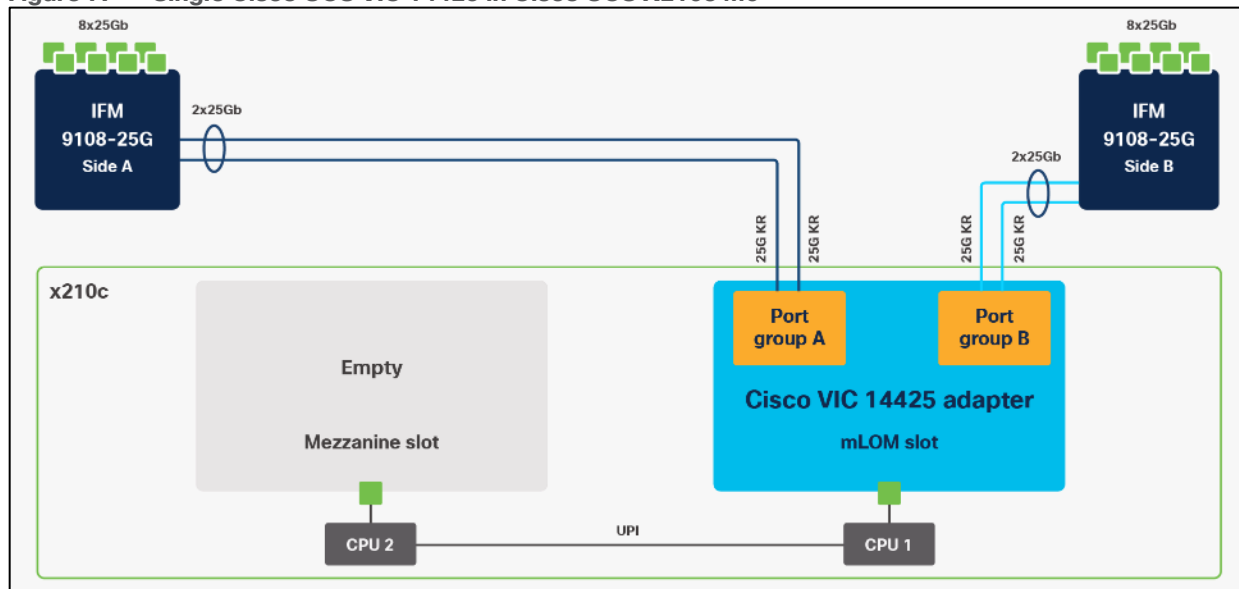 8x25Gb
IFM
9108-25G
Side A
2x25Gb
8x25Gb
IFM
9108-25G
Side B
2x25Gb
25G KR
25G KR
25G KR
25G KR
x210c
Empty
Mezzanine slot
Port
group A
Port
group B
Cisco VIC 14425 adapter
mLOM slot
CPU 2
UPI
CPU 1